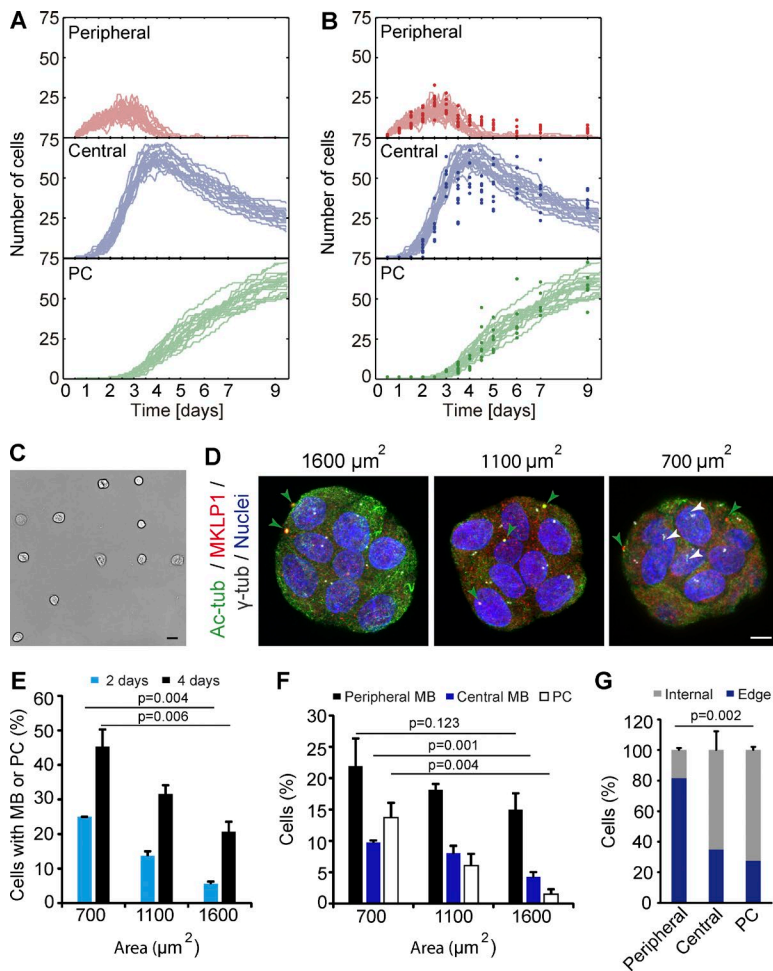 A
75
Peripheral
50
25
75
Central
50
25
75
PC
50
25
0
0 1 2 3 4 5 6 7 9
Time [days]
Number of cells
B
75
Peripheral
50
25
75
Central
50
25
75
PC
50
25
0
0 1 2 3 4 5 6 7 9
Time [days]
Number of cells
C
D
1600 µm²
1100 µm²
700 µm²
Ac-tub / MKLP1 /
γ-tub / Nuclei
E
2 days 4 days
p=0.004
p=0.006
60
50
40
30
20
10
0
Cells with MB or PC (%)
700 1100 1600
Area (µm²)
F
Peripheral MB Central MB PC
p=0.123
p=0.001
p=0.004
30
25
20
15
10
5
0
Cells (%)
700 1100 1600
Area (µm²)
G
Internal Edge
p=0.002
120
100
80
60
40
20
0
Cells (%)
Peripheral
Central
PC